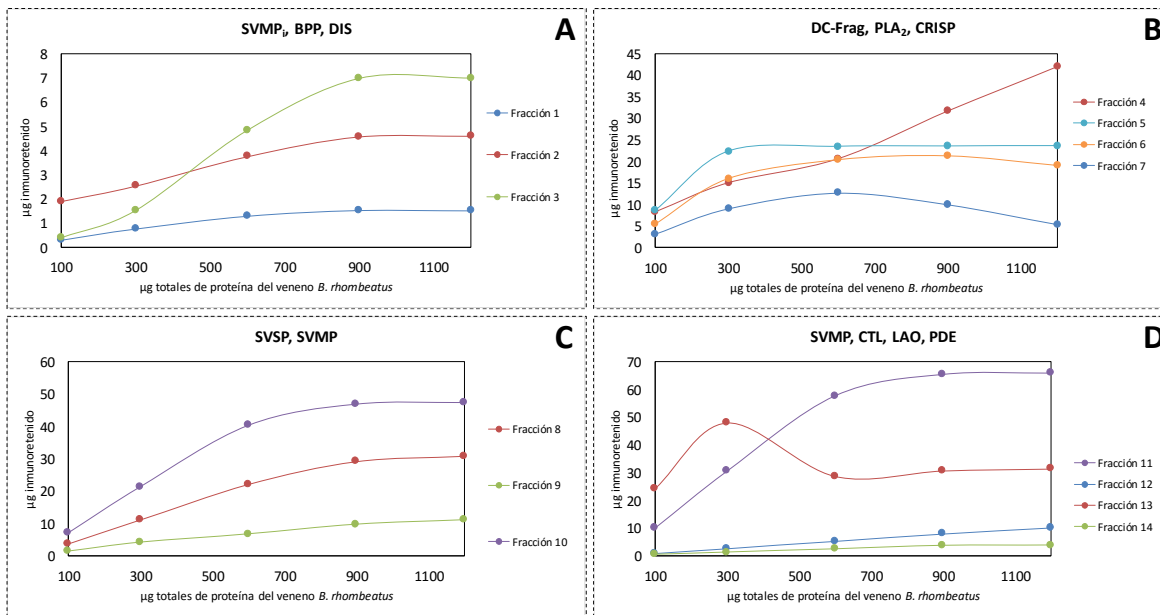 SVMPi, BPP, DIS
A
8
7
6
5
4
3
2
1
0
µg inmunoretenido
100 300 500 700 900 1100
µg totales de proteína del veneno B. rhombeatus
Fracción 1
Fracción 2
Fracción 3
DC-Frag, PLA2, CRISP
B
45
40
35
30
25
20
15
10
5
0
µg inmunoretenido
100 300 500 700 900 1100
µg totales de proteína del veneno B. rhombeatus
Fracción 4
Fracción 5
Fracción 6
Fracción 7
SVSP, SVMP
C
60
50
40
30
20
10
0
µg inmunoretenido
100 300 500 700 900 1100
µg totales de proteína del veneno B. rhombeatus
Fracción 8
Fracción 9
Fracción 10
SVMP, CTL, LAO, PDE
D
70
60
50
40
30
20
10
0
µg inmunoretenido
100 300 500 700 900 1100
µg totales de proteína del veneno B. rhombeatus
Fracción 11
Fracción 12
Fracción 13
Fracción 14